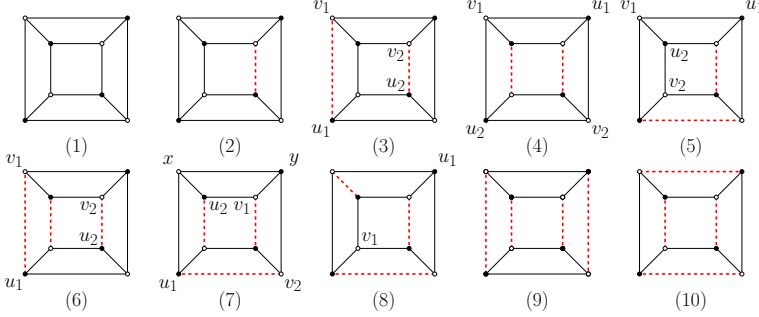 v₁ v₁ u₁ v₁ u₁
v₂ u₂
u₂ v₂
u₁ u₂ v₂
(1) (2) (3) (4) (5)
v₁ x y u₁
v₂ u₂ v₁
u₂ v₁
u₁ u₁ v₂
(6) (7) (8) (9) (10)